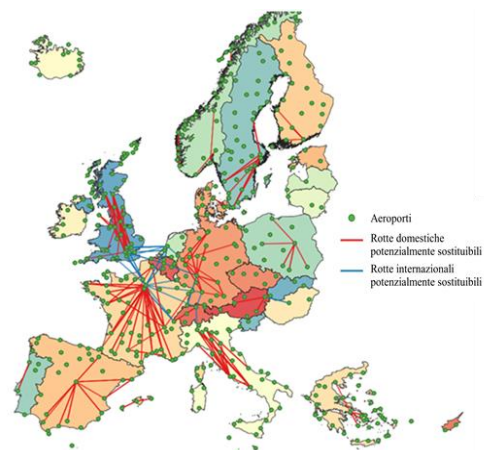 Aeroporti
Rotte domestiche
potenzialmente sostituibili
Rotte internazionali
potenzialmente sostituibili